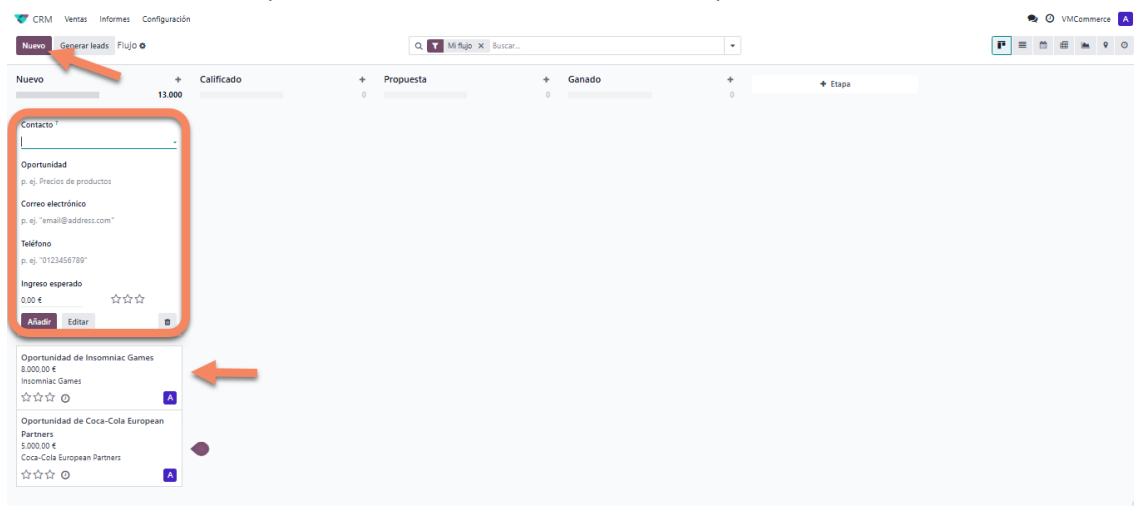 CRM Ventas Informes Configuración VMCommerce A
Nuevo Generar leads Flujo Mi flujo × Buscar...
Nuevo + Calificado + Propuesta + Ganado + + Etapa
13.000 0 0 0
Contacto ?
Oportunidad
p. ej. Precios de productos
Correo electrónico
p. ej. "email@address.com"
Teléfono
p. ej. "0123456789"
Ingreso esperado
0,00 €
Añadir Editar
Oportunidad de Insomniac Games
8.000,00 €
Insomniac Games
A
Oportunidad de Coca-Cola European
Partners
5.000,00 €
Coca-Cola European Partners
A